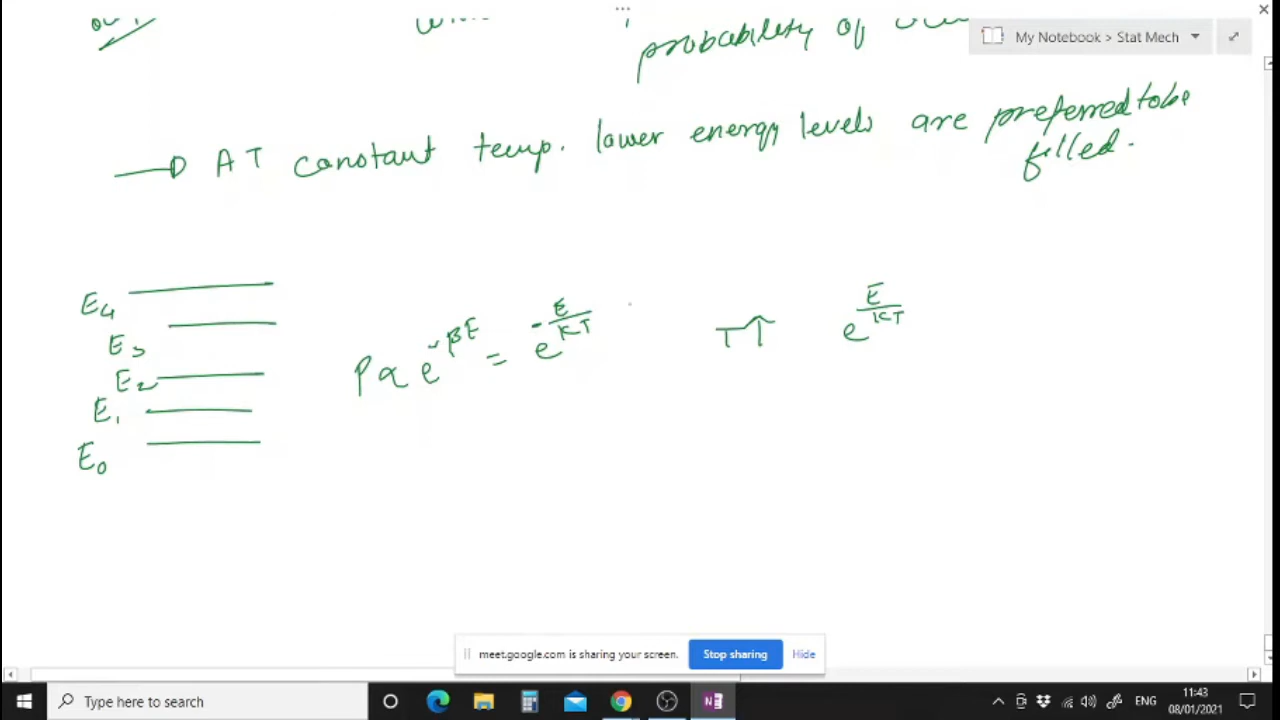 ...
probability of
My Notebook > Stat Mech
AT constant temp. lower energy levels are preferred to be
filled.
E4
E3
E2
E1
E0
P ∝ e^-βE = e^-E/KT
T↑ e^E/KT
meet.google.com is sharing your screen. Stop sharing Hide
Type here to search
ENG
11:43
08/01/2021